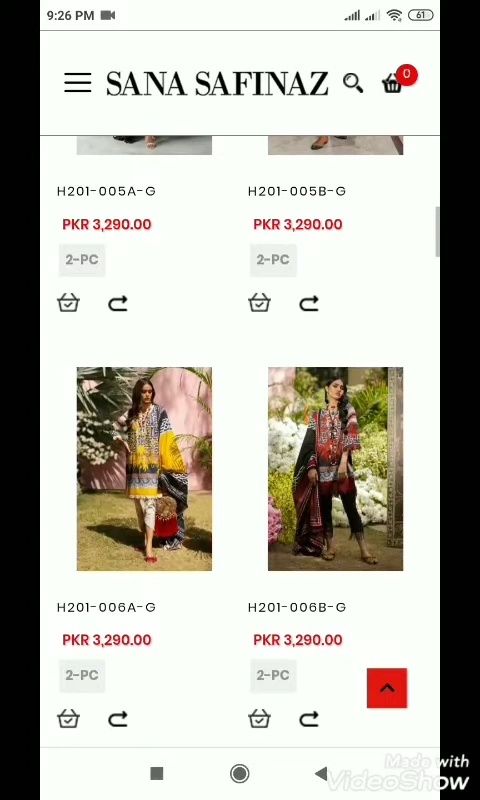 9:26 PM
61
SANA SAFINAZ
0
H201-005A-G
H201-005B-G
PKR 3,290.00
PKR 3,290.00
2-PC
2-PC
H201-006A-G
H201-006B-G
PKR 3,290.00
PKR 3,290.00
2-PC
2-PC
Made with
VideoShow